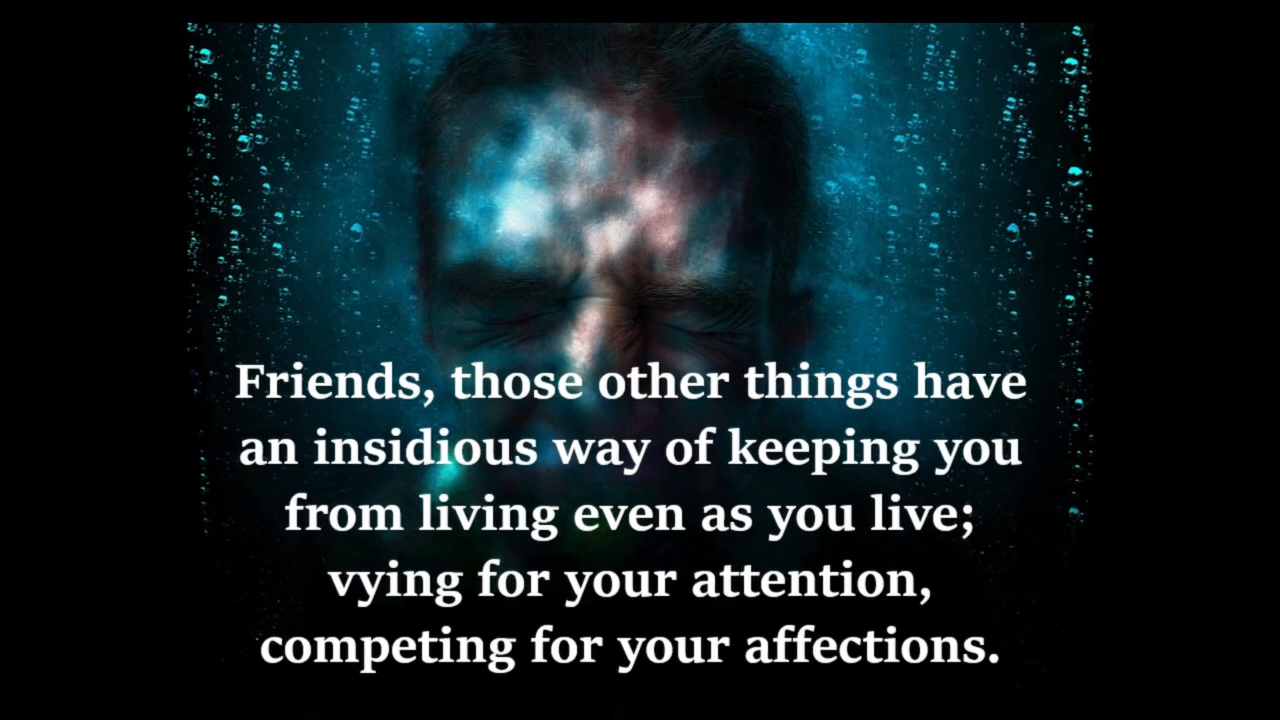 Friends, those other things have
an insidious way of keeping you
from living even as you live;
vying for your attention,
competing for your affections.